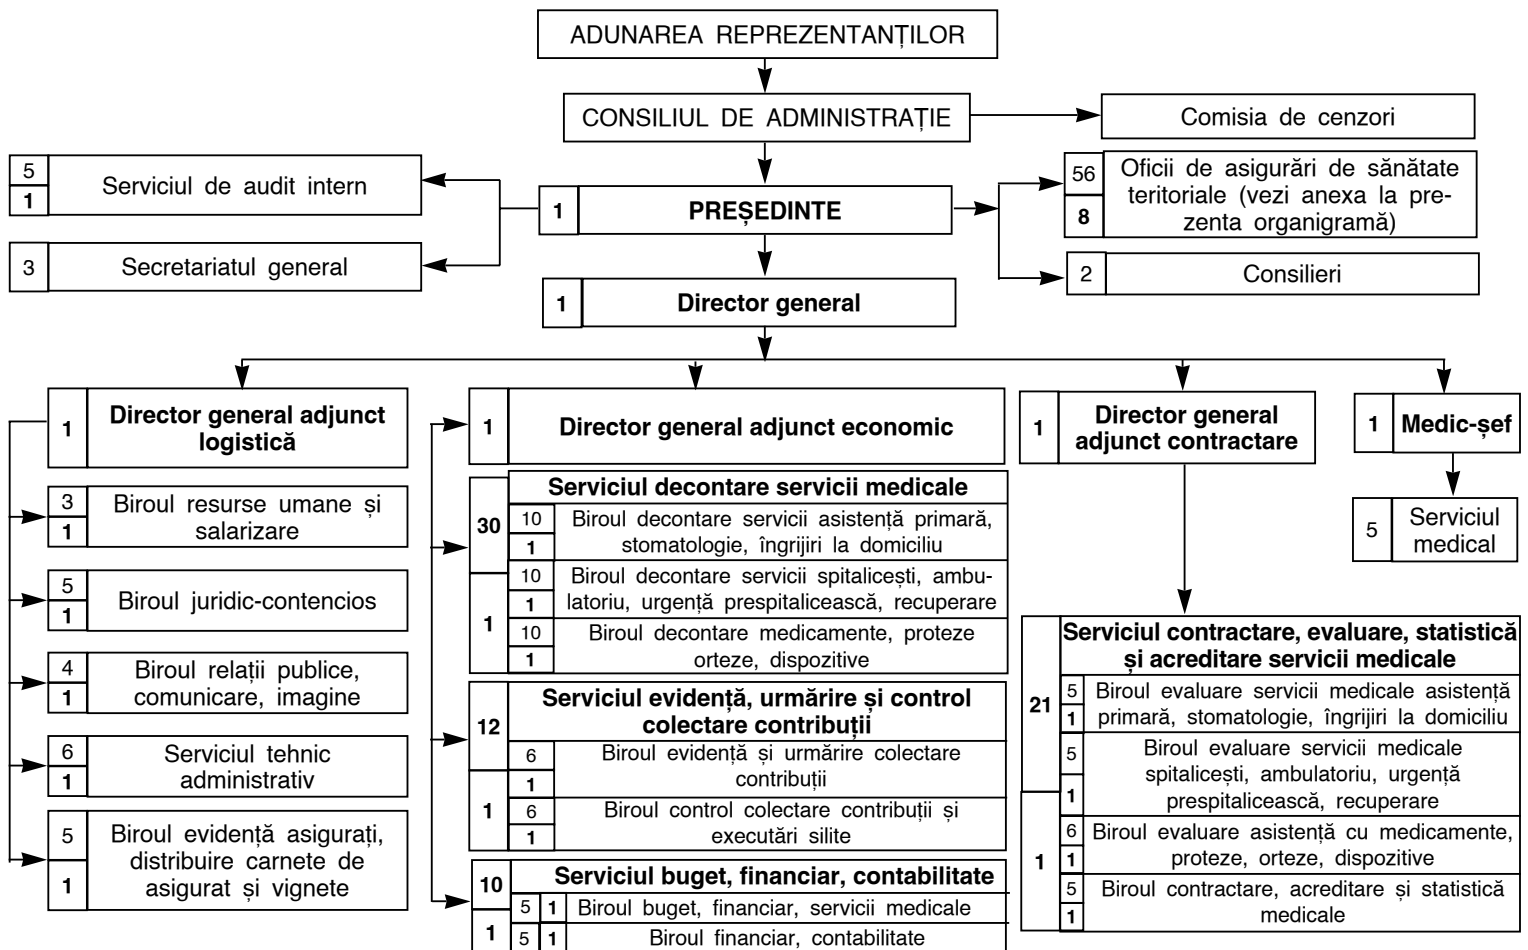 ADUNAREA REPREZENTANȚILOR
CONSILIUL DE ADMINISTRAȚIE
Comisia de cenzori
5
1
Serviciul de audit intern
3
Secretariatul general
1
PREȘEDINTE
56
8
Oficii de asigurări de sănătate
teritoriale (vezi anexa la pre-
zenta organigramă)
2
Consilieri
1
Director general
1
Director general adjunct
logistică
3
1
Biroul resurse umane și
salarizare
5
1
Biroul juridic-contencios
4
1
Biroul relații publice,
comunicare, imagine
6
1
Serviciul tehnic
administrativ
5
1
Biroul evidență asigurați,
distribuire carnete de
asigurat și vignete
1
Director general adjunct economic
30
1
Serviciul decontare servicii medicale
10
1
Biroul decontare servicii asistență primară,
stomatologie, îngrijiri la domiciliu
10
1
Biroul decontare servicii spitalicești, ambu-
latoriu, urgență prespitalicească, recuperare
10
1
Biroul decontare medicamente, proteze
orteze, dispozitive
12
1
Serviciul evidență, urmărire și control
colectare contribuții
6
1
Biroul evidență și urmărire colectare
contribuții
6
1
Biroul control colectare contribuții și
executări silite
10
1
Serviciul buget, financiar, contabilitate
5 1 Biroul buget, financiar, servicii medicale
5 1 Biroul financiar, contabilitate
1
Director general
adjunct contractare
21
1
Serviciul contractare, evaluare, statistică
și acreditare servicii medicale
5
1
Biroul evaluare servicii medicale asistență
primară, stomatologie, îngrijiri la domiciliu
5
1
Biroul evaluare servicii medicale
spitalicești, ambulatoriu, urgență
prespitalicească, recuperare
6
1
Biroul evaluare asistență cu medicamente,
proteze, orteze, dispozitive
5
1
Biroul contractare, acreditare și statistică
medicale
1
Medic-șef
5
Serviciul
medical